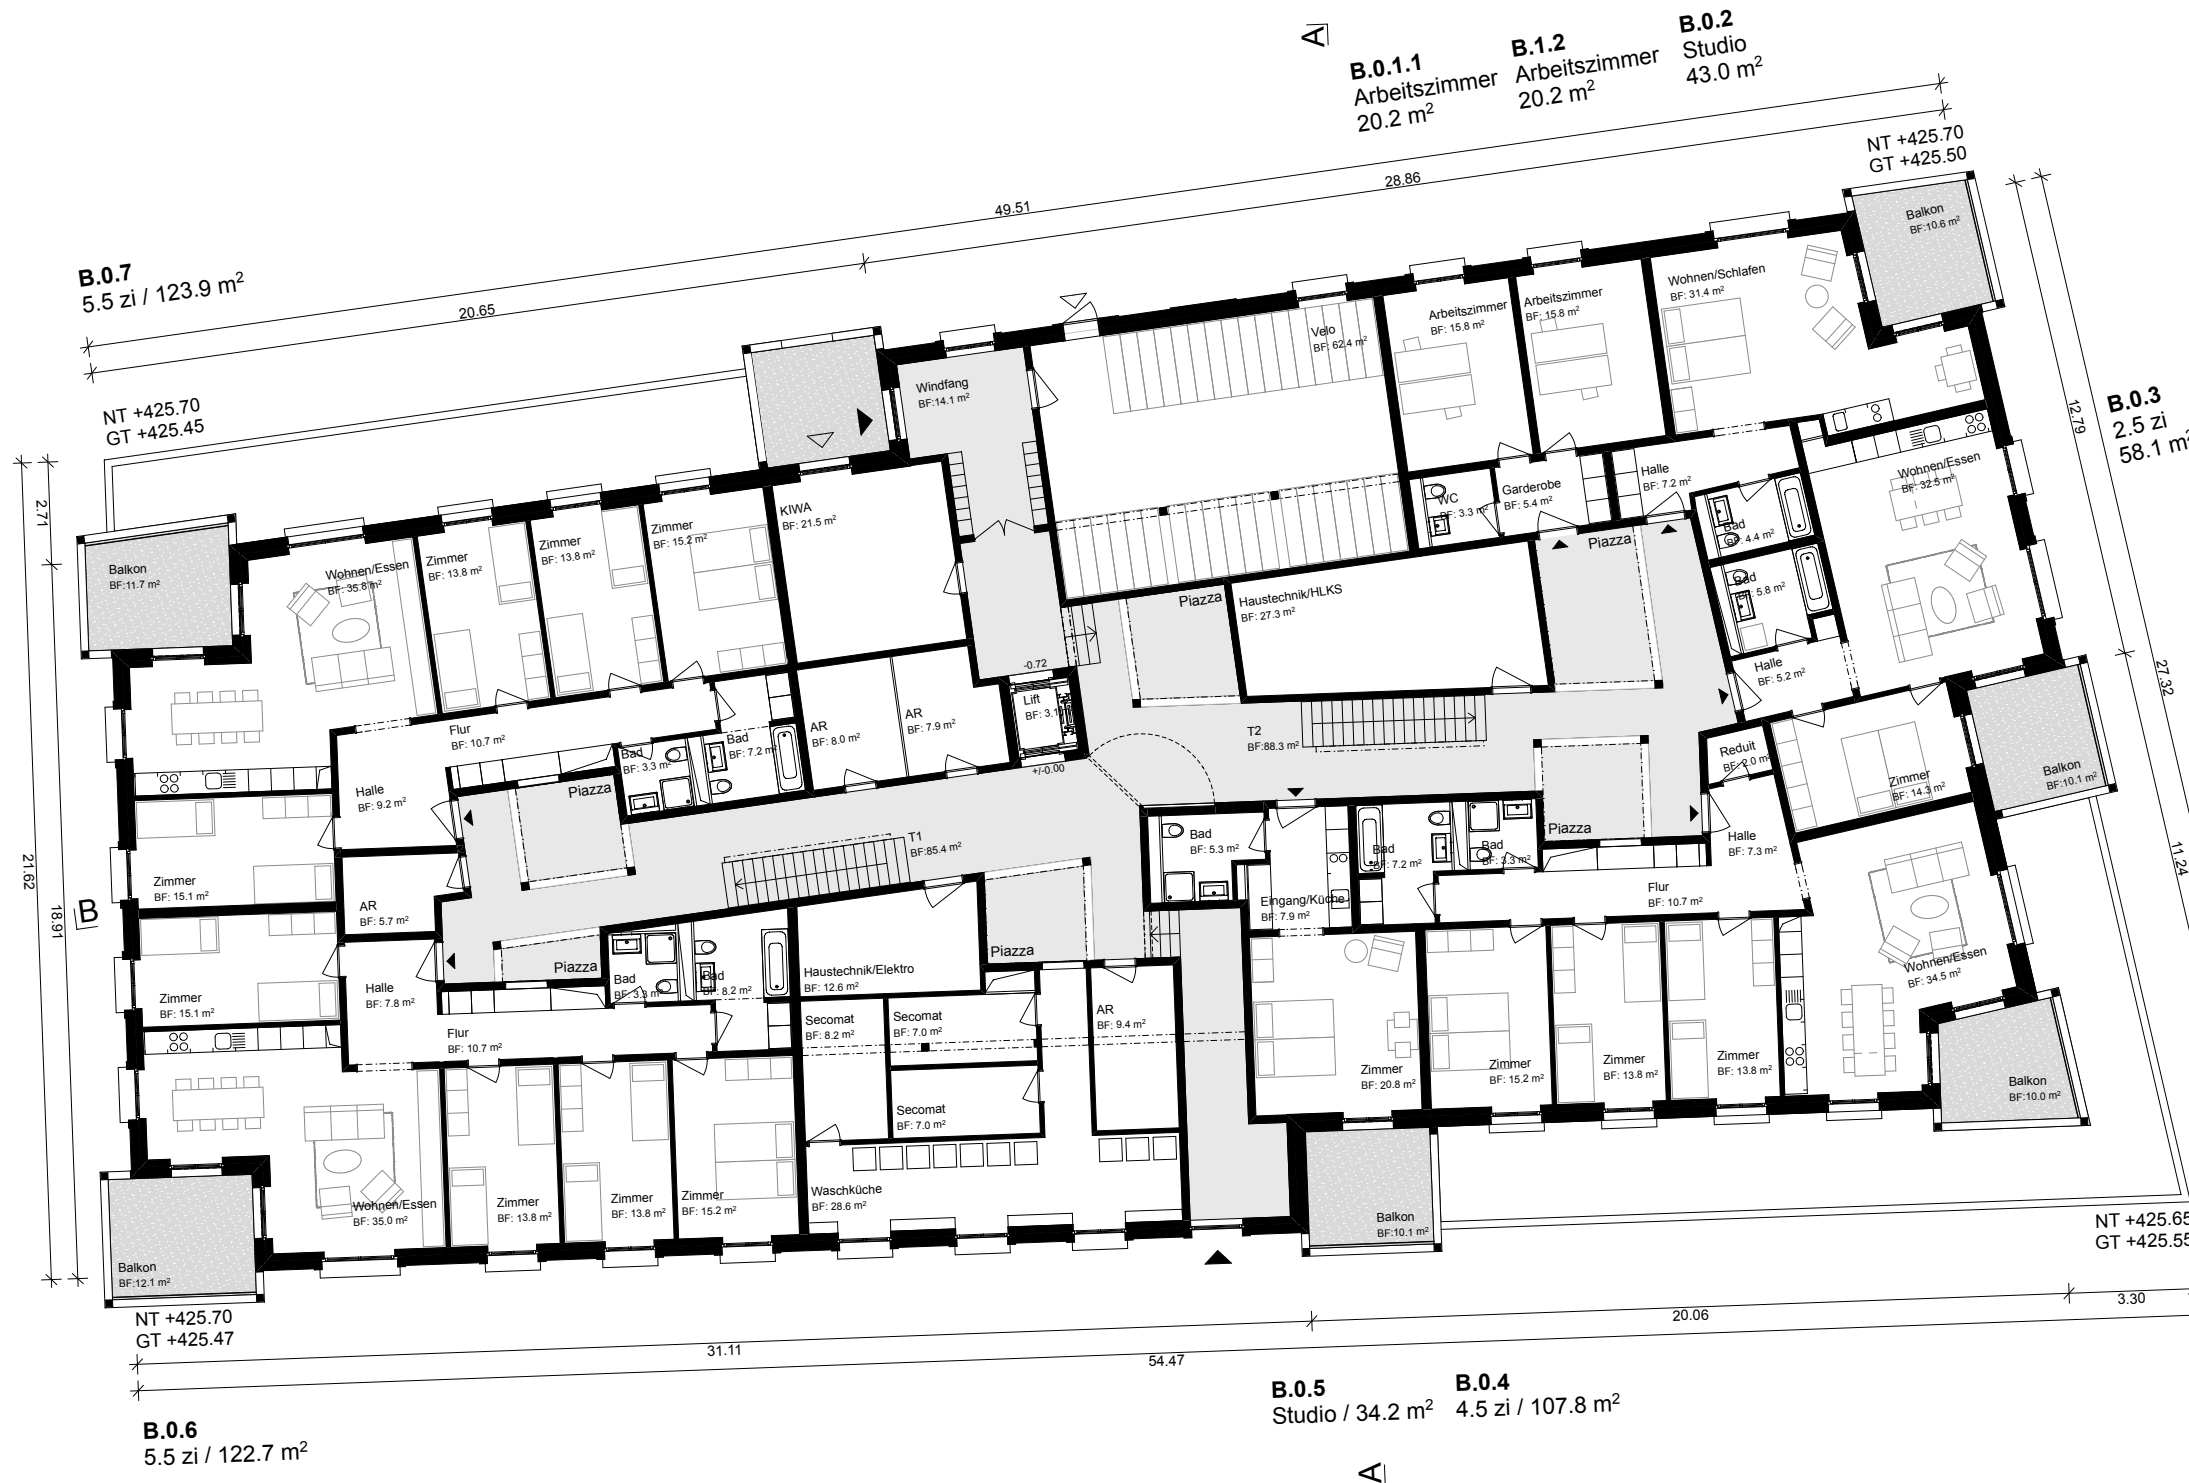 A
B.0.1.1
Arbeitszimmer
20.2 m²
B.1.2
Arbeitszimmer
20.2 m²
B.0.2
Studio
43.0 m²
NT +425.70
GT +425.50
28.86
49.51
20.65
B.0.7
5.5 zi / 123.9 m²
NT +425.70
GT +425.45
B.0.3
2.5 zi
58.1 m²
12.79
27.32
11.24
2.71
21.62
18.91
B
Balkon
BF:10.6 m²
Wohnen/Schlafen
BF: 31.4 m²
Arbeitszimmer
BF: 15.8 m²
Arbeitszimmer
BF: 15.8 m²
Velo
BF: 62.4 m²
Windfang
BF:14.1 m²
KIWA
BF: 21.5 m²
Zimmer
BF: 15.2 m²
Zimmer
BF: 13.8 m²
Zimmer
BF: 13.8 m²
Wohnen/Essen
BF: 35.8 m²
Balkon
BF:11.7 m²
WC
BF: 3.3 m²
Garderobe
BF: 5.4 m²
Halle
BF: 7.2 m²
Wohnen/Essen
BF: 32.5 m²
Bad
BF: 4.4 m²
Bad
BF: 5.8 m²
Piazza
Piazza
Haustechnik/HLKS
BF: 27.3 m²
Halle
BF: 5.2 m²
-0.72
Lift
+/-0.00
AR
BF: 8.0 m²
AR
BF: 7.9 m²
Flur
BF: 10.7 m²
Bad
BF: 3.3 m²
Bad
BF: 7.2 m²
Halle
BF: 9.2 m²
Piazza
T2
BF:88.3 m²
Reduit
BF: 2.0 m²
Zimmer
BF: 14.3 m²
Balkon
BF:10.1 m²
T1
BF:85.4 m²
Piazza
Bad
BF: 5.3 m²
Bad
BF: 7.2 m²
Bad
BF: 3.3 m²
Halle
BF: 7.3 m²
Zimmer
BF: 15.1 m²
AR
BF: 5.7 m²
Eingang/Küche
BF: 7.9 m²
Flur
BF: 10.7 m²
Piazza
Piazza
Bad
BF: 3.3 m²
Bad
BF: 8.2 m²
Haustechnik/Elektro
BF: 12.6 m²
Wohnen/Essen
BF: 34.5 m²
Zimmer
BF: 15.1 m²
Halle
BF: 7.8 m²
Flur
BF: 10.7 m²
Secomat
BF: 8.2 m²
Secomat
BF: 7.0 m²
AR
BF: 9.4 m²
Zimmer
BF: 20.8 m²
Zimmer
BF: 15.2 m²
Zimmer
BF: 13.8 m²
Zimmer
BF: 13.8 m²
Secomat
BF: 7.0 m²
Balkon
BF:10.0 m²
Wohnen/Essen
BF: 35.0 m²
Zimmer
BF: 13.8 m²
Zimmer
BF: 13.8 m²
Zimmer
BF: 15.2 m²
Waschküche
BF: 28.6 m²
Balkon
BF:10.1 m²
Balkon
BF:12.1 m²
NT +425.65
GT +425.55
NT +425.70
GT +425.47
3.30
20.06
31.11
54.47
B.0.5
Studio / 34.2 m²
B.0.4
4.5 zi / 107.8 m²
B.0.6
5.5 zi / 122.7 m²
A